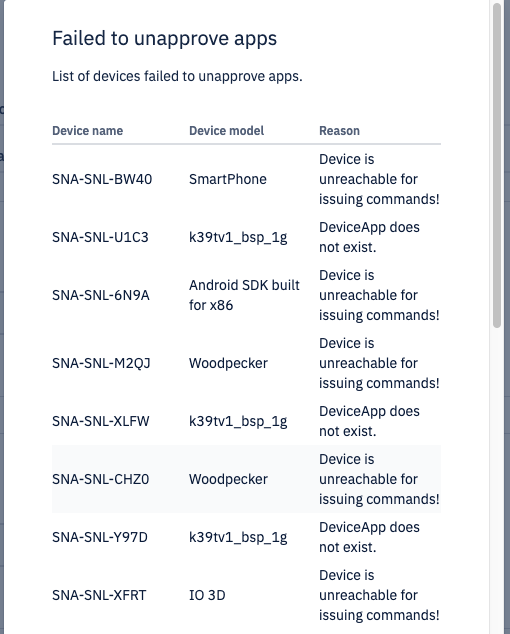 Failed to unapprove apps
List of devices failed to unapprove apps.
Device name Device model Reason
SNA-SNL-BW40 SmartPhone Device is
unreachable for
issuing commands!
SNA-SNL-U1C3 k39tv1_bsp_1g DeviceApp does
not exist.
SNA-SNL-6N9A Android SDK built for x86 Device is
unreachable for
issuing commands!
SNA-SNL-M2QJ Woodpecker Device is
unreachable for
issuing commands!
SNA-SNL-XLFW k39tv1_bsp_1g DeviceApp does
not exist.
SNA-SNL-CHZ0 Woodpecker Device is
unreachable for
issuing commands!
SNA-SNL-Y97D k39tv1_bsp_1g DeviceApp does
not exist.
SNA-SNL-XFRT IO 3D Device is
unreachable for
issuing commands!